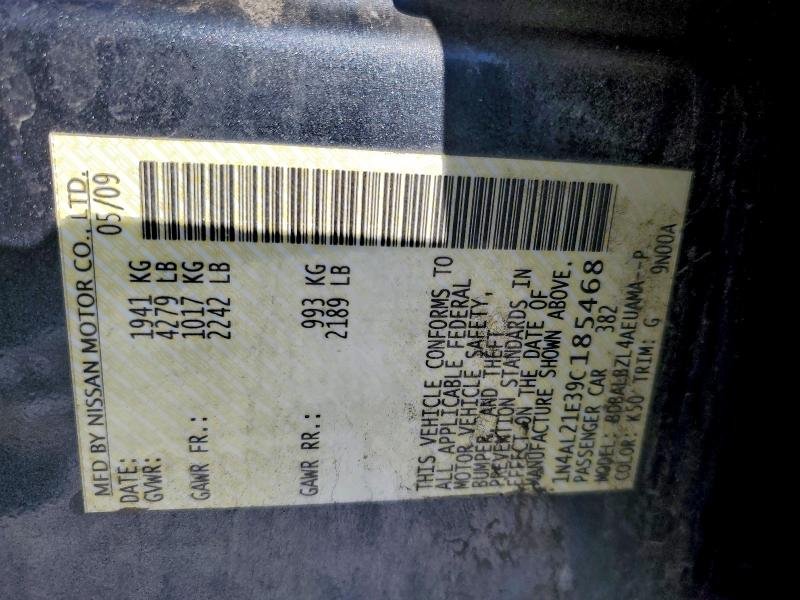 MFD BY NISSAN MOTOR CO., LTD.
DATE: 05/09
GVWR: 1941 KG
4279 LB
GAWR FR.: 1017 KG
2242 LB
GAWR RR.: 993 KG
2189 LB
THIS VEHICLE CONFORMS TO
ALL APPLICABLE FEDERAL
MOTOR VEHICLE SAFETY,
BUMPER, AND THEFT
PREVENTION STANDARDS IN
EFFECT ON THE DATE OF
MANUFACTURE SHOWN ABOVE.
1N4AL21E39C185468
PASSENGER CAR 382
MODEL: BDBALBZL4AEUAMA--P
COLOR: K50 TRIM: G 9N00A